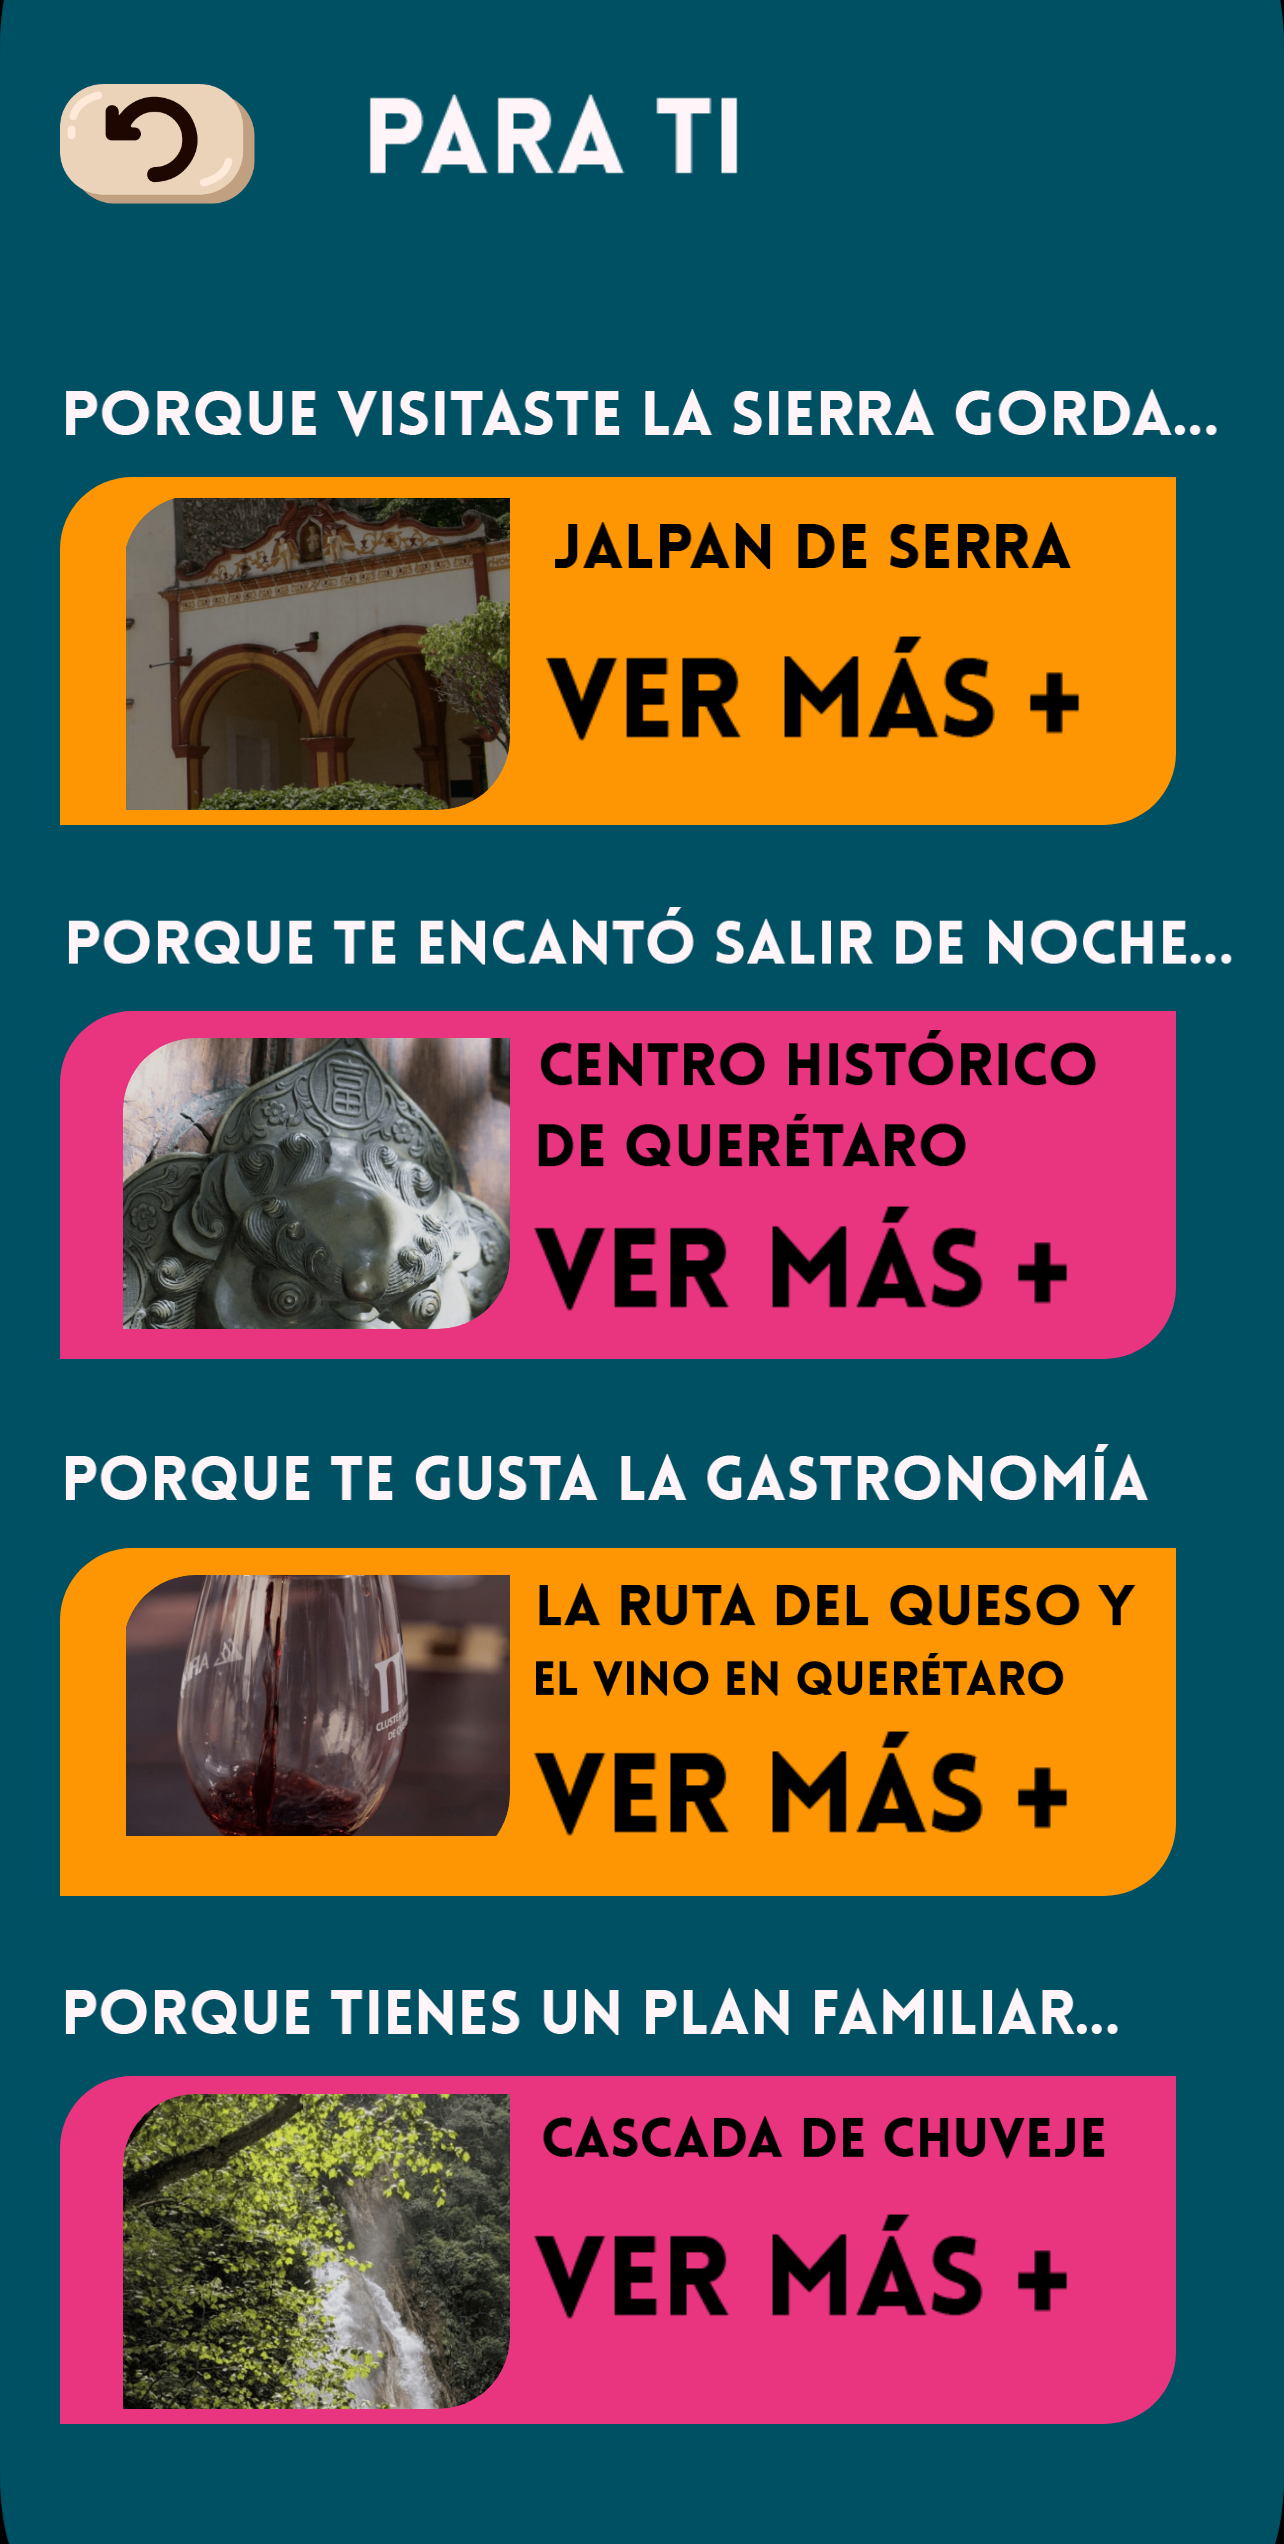 PARA TI
PORQUE VISITASTE LA SIERRA GORDA...
JALPAN DE SERRA
VER MÁS +
PORQUE TE ENCANTÓ SALIR DE NOCHE...
富
CENTRO HISTÓRICO
DE QUERÉTARO
VER MÁS +
PORQUE TE GUSTA LA GASTRONOMÍA
LA RUTA DEL QUESO Y
EL VINO EN QUERÉTARO
CLUSTER
VER MÁS +
PORQUE TIENES UN PLAN FAMILIAR...
CASCADA DE CHUVEJE
VER MÁS +